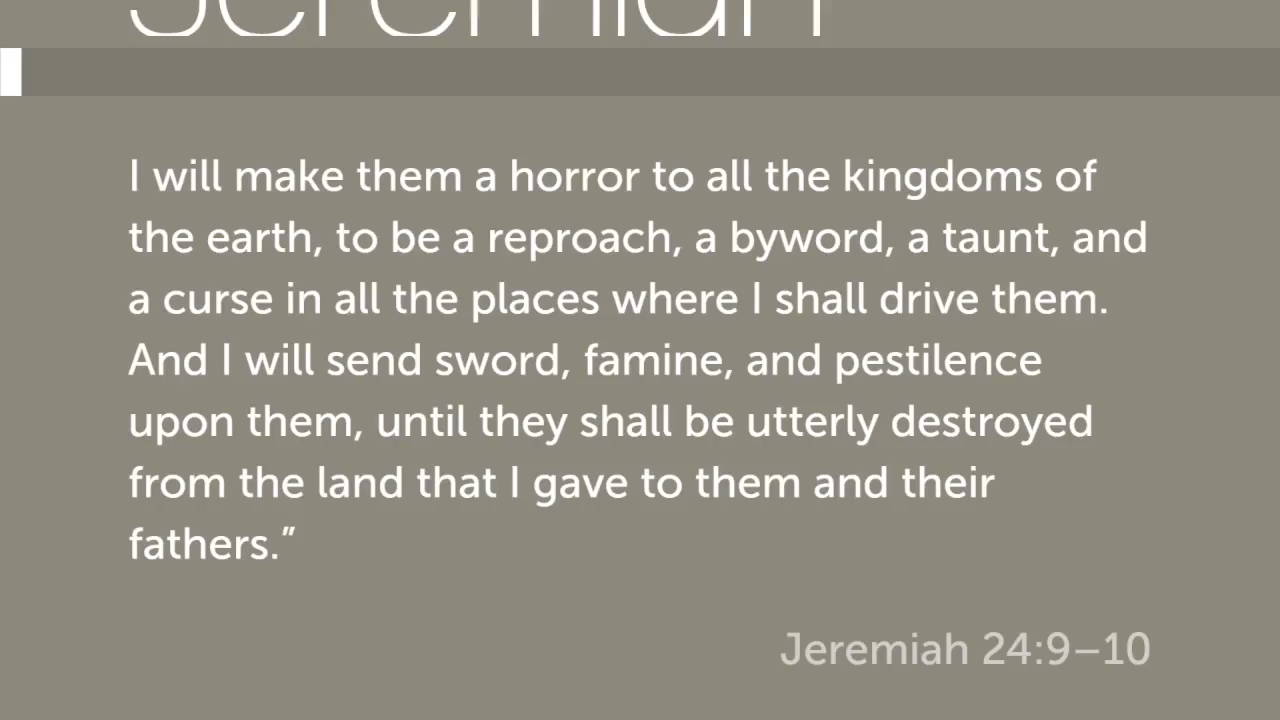 Jeremiah
I will make them a horror to all the kingdoms of
the earth, to be a reproach, a byword, a taunt, and
a curse in all the places where I shall drive them.
And I will send sword, famine, and pestilence
upon them, until they shall be utterly destroyed
from the land that I gave to them and their
fathers.”
Jeremiah 24:9–10